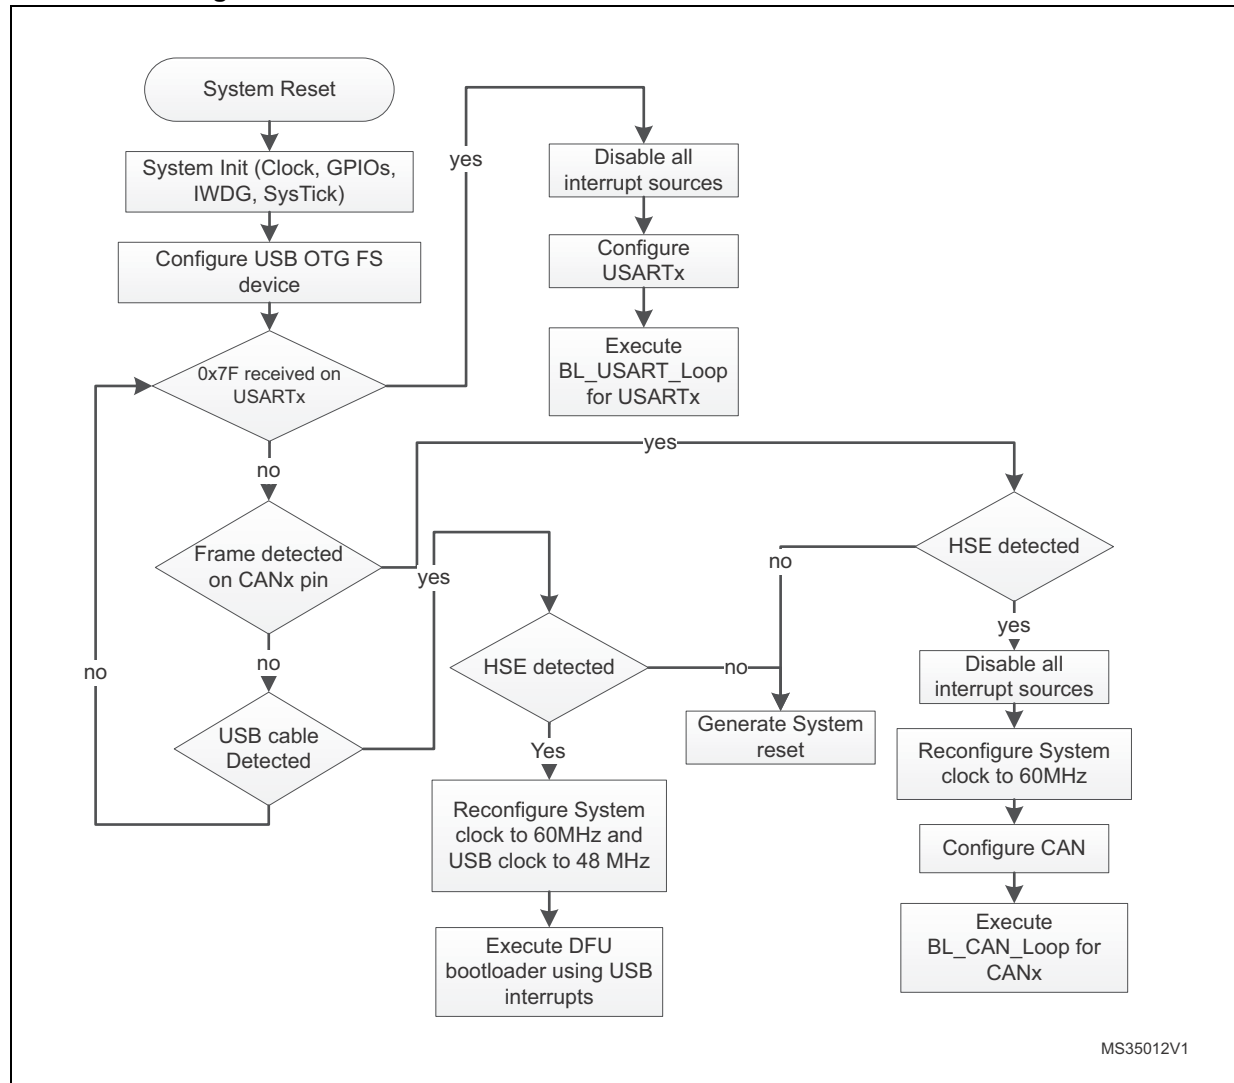 System Reset
System Init (Clock, GPIOs,
IWDG, SysTick)
Configure USB OTG FS
device
0x7F received on
USARTx
yes
Disable all
interrupt sources
Configure
USARTx
Execute
BL_USART_Loop
for USARTx
no
Frame detected
on CANx pin
yes
HSE detected
no
yes
Disable all
interrupt sources
Reconfigure System
clock to 60MHz
Configure CAN
Execute
BL_CAN_Loop for
CANx
no
USB cable
Detected
no
yes
HSE detected
no
Generate System
reset
Yes
Reconfigure System
clock to 60MHz and
USB clock to 48 MHz
Execute DFU
bootloader using USB
interrupts
MS35012V1